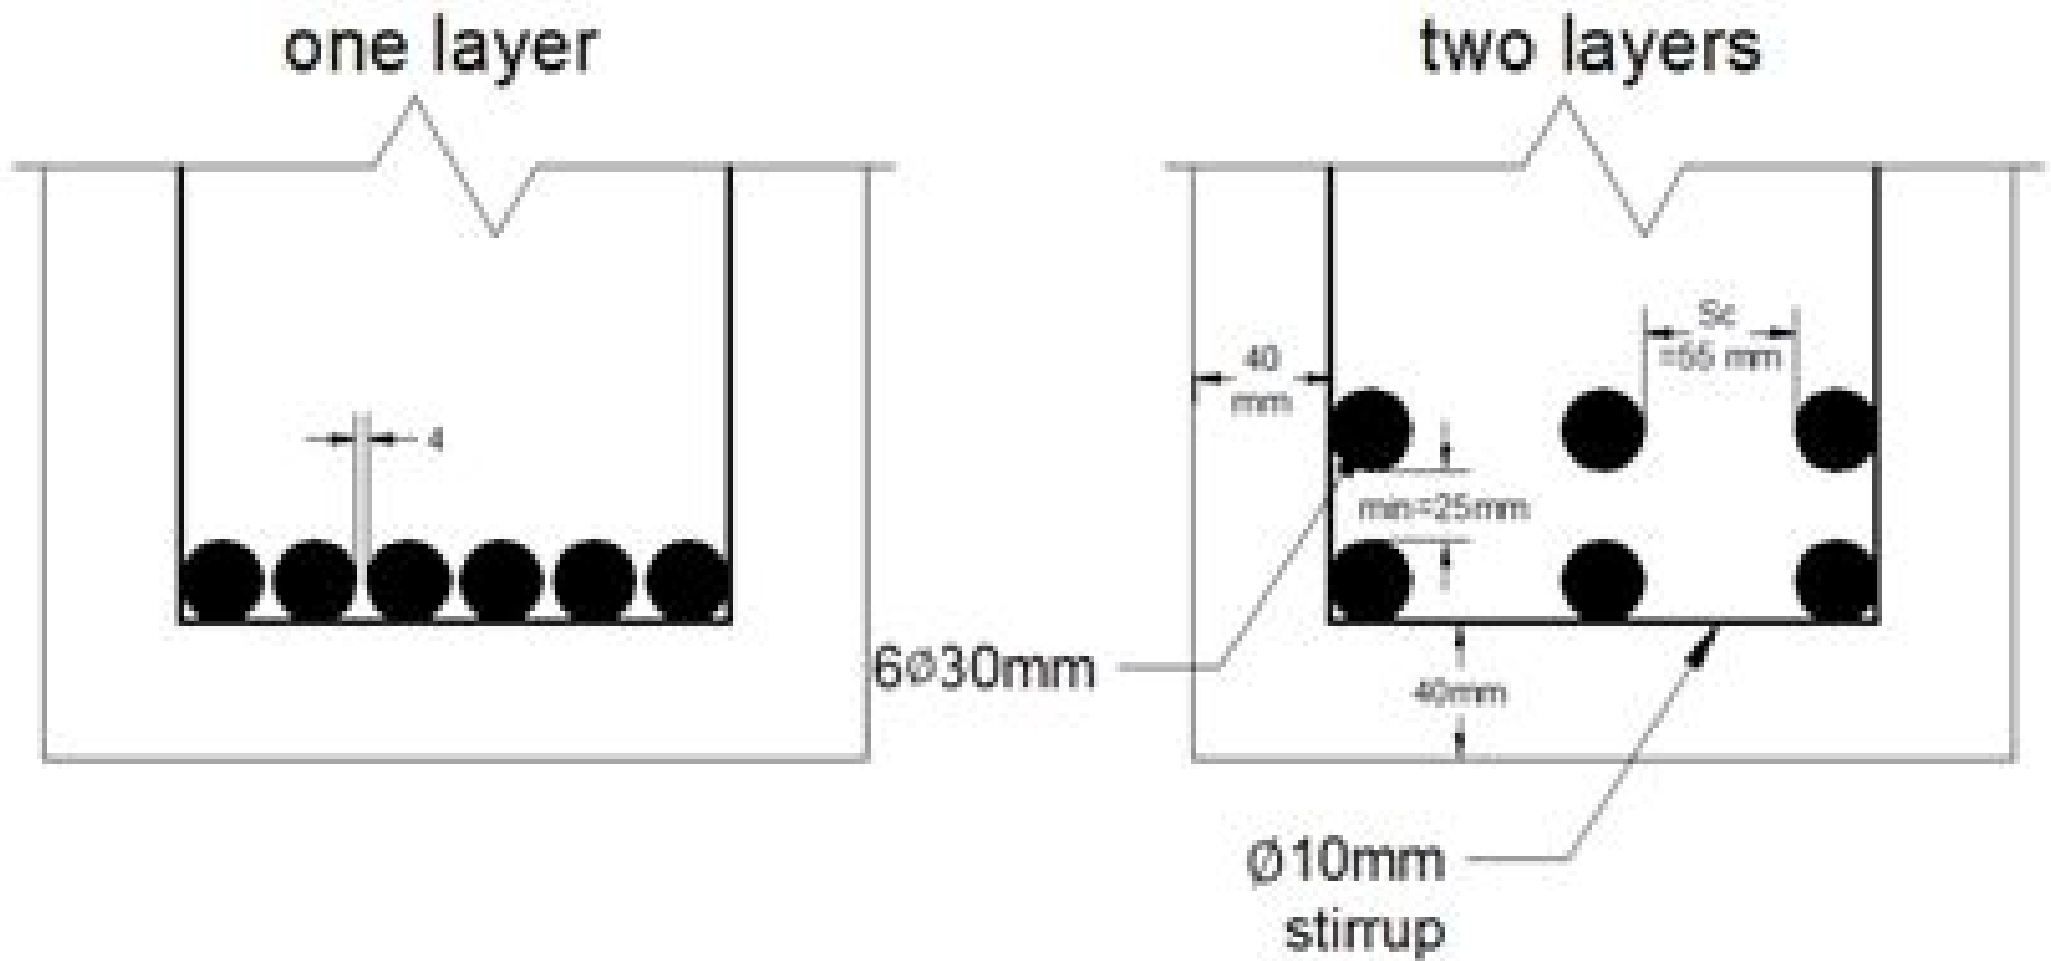 one layer
two layers
4
40
mm
Sc
=55 mm
min=25mm
6Ø30mm
40mm
Ø10mm
stirrup